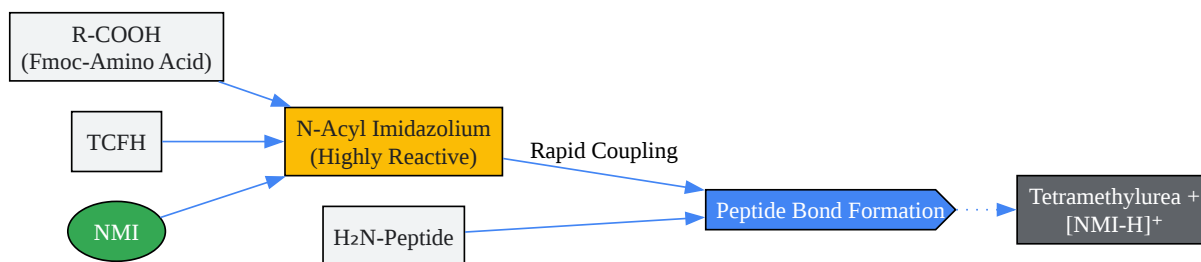 R-COOH
(Fmoc-Amino Acid)
TCFH
NMI
N-Acyl Imidazolium
(Highly Reactive)
Rapid Coupling
H₂N-Peptide
Peptide Bond Formation
Tetramethylurea +
[NMI-H]⁺